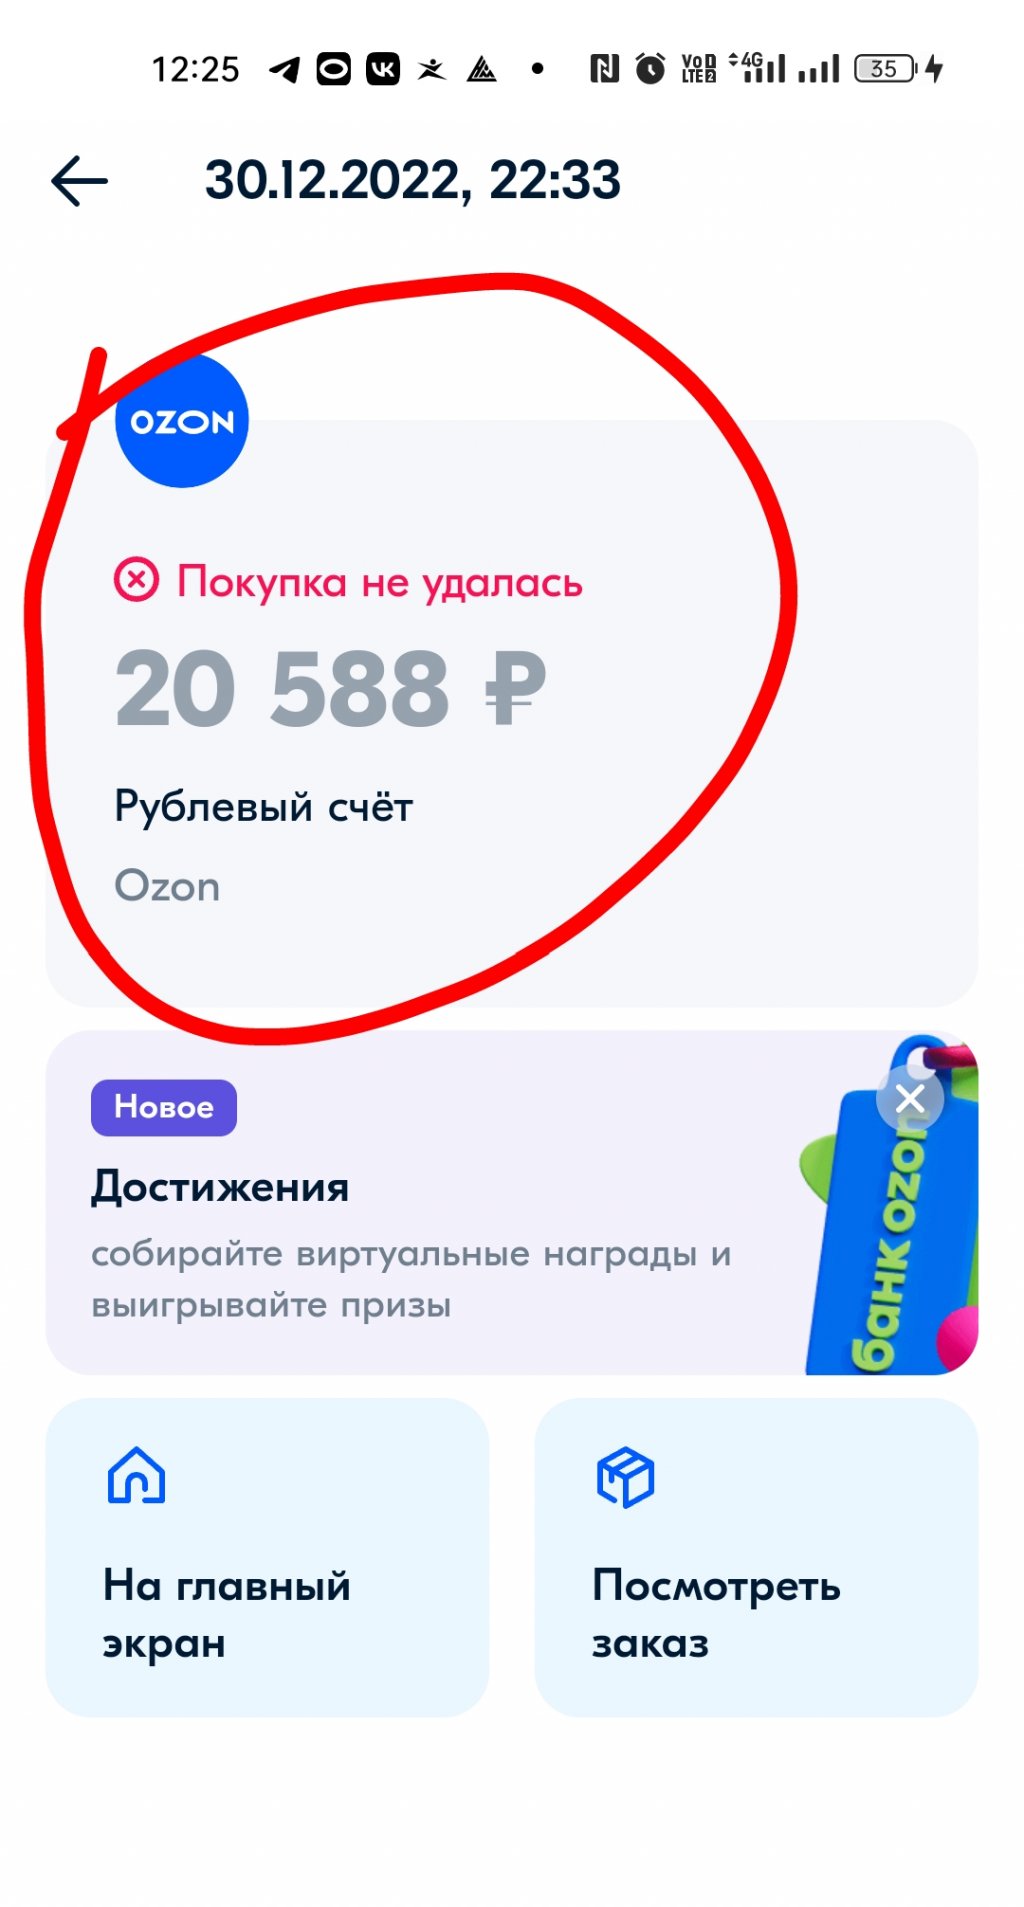 12:25 VoD LTE2 4G 35
30.12.2022, 22:33
OZON
Покупка не удалась
20 588 ₽
Рублевый счёт
Ozon
Новое
Достижения
собирайте виртуальные награды и
выигрывайте призы
банк ozon
На главный
экран
Посмотреть
заказ